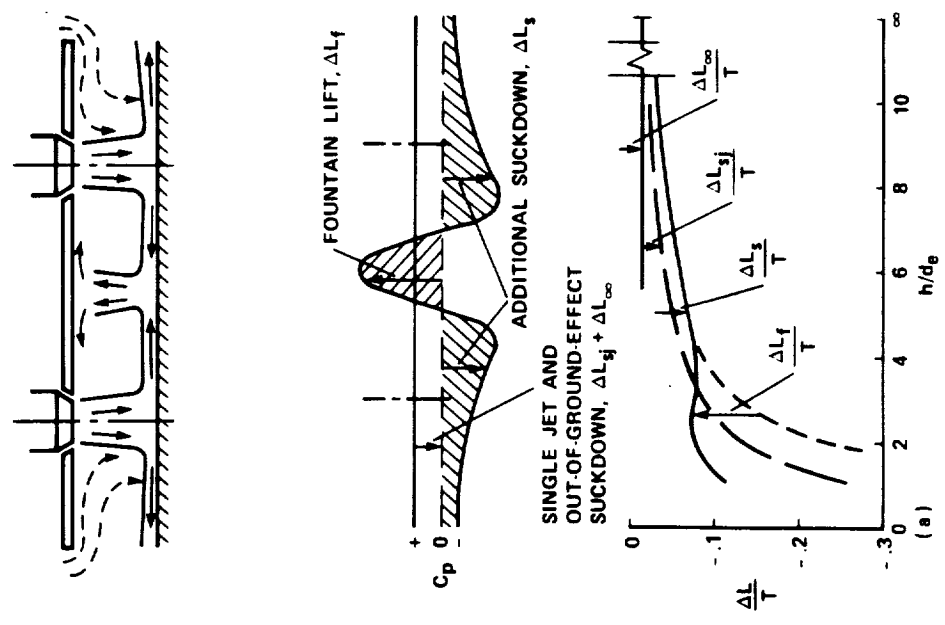 FOUNTAIN LIFT, ΔL_f
+
0
-
C_p
ADDITIONAL SUCKDOWN, ΔL_s
SINGLE JET AND
OUT-OF-GROUND-EFFECT
SUCKDOWN, ΔL_sj + ΔL_∞
ΔL_∞/T
ΔL_sj/T
ΔL_s/T
ΔL_f/T
ΔL/T
0
-.1
-.2
-.3
0 2 4 6 8 10 ∞
h/d_e
(a)